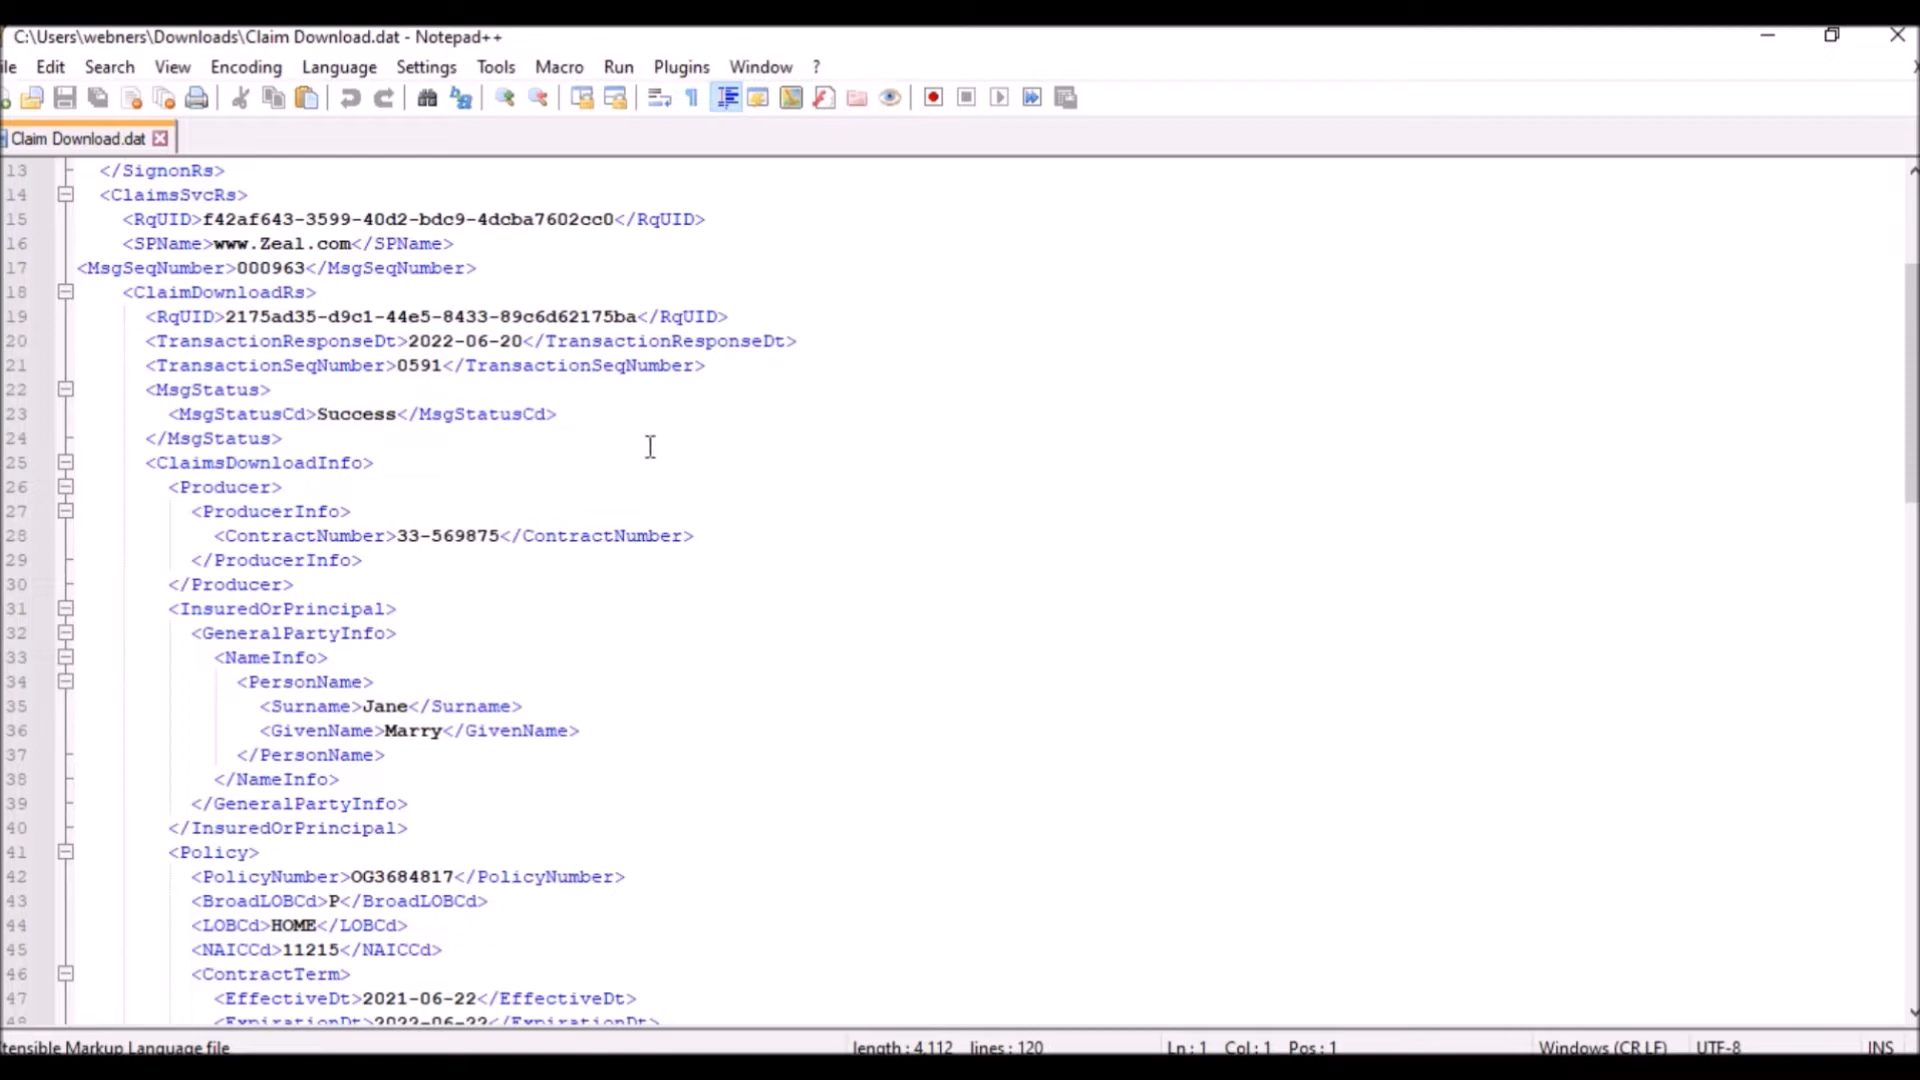 C:\Users\webners\Downloads\Claim Download.dat - Notepad++
ile Edit Search View Encoding Language Settings Tools Macro Run Plugins Window ?
Claim Download.dat
13 </SignonRs>
14 <ClaimsSvcRs>
15 <RqUID>f42af643-3599-40d2-bdc9-4dcba7602cc0</RqUID>
16 <SPName>www.Zeal.com</SPName>
17 <MsgSeqNumber>000963</MsgSeqNumber>
18 <ClaimDownloadRs>
19 <RqUID>2175ad35-d9c1-44e5-8433-89c6d62175ba</RqUID>
20 <TransactionResponseDt>2022-06-20</TransactionResponseDt>
21 <TransactionSeqNumber>0591</TransactionSeqNumber>
22 <MsgStatus>
23 <MsgStatusCd>Success</MsgStatusCd>
24 </MsgStatus>
25 <ClaimsDownloadInfo>
26 <Producer>
27 <ProducerInfo>
28 <ContractNumber>33-569875</ContractNumber>
29 </ProducerInfo>
30 </Producer>
31 <InsuredOrPrincipal>
32 <GeneralPartyInfo>
33 <NameInfo>
34 <PersonName>
35 <Surname>Jane</Surname>
36 <GivenName>Marry</GivenName>
37 </PersonName>
38 </NameInfo>
39 </GeneralPartyInfo>
40 </InsuredOrPrincipal>
41 <Policy>
42 <PolicyNumber>OG3684817</PolicyNumber>
43 <BroadLOBCd>P</BroadLOBCd>
44 <LOBCd>HOME</LOBCd>
45 <NAICCd>11215</NAICCd>
46 <ContractTerm>
47 <EffectiveDt>2021-06-22</EffectiveDt>
48 <ExpirationDt>2022-06-22</ExpirationDt>
tensible Markup Language file length : 4,112 lines : 120 Ln : 1 Col : 1 Pos : 1 Windows (CR LF) UTF-8 INS